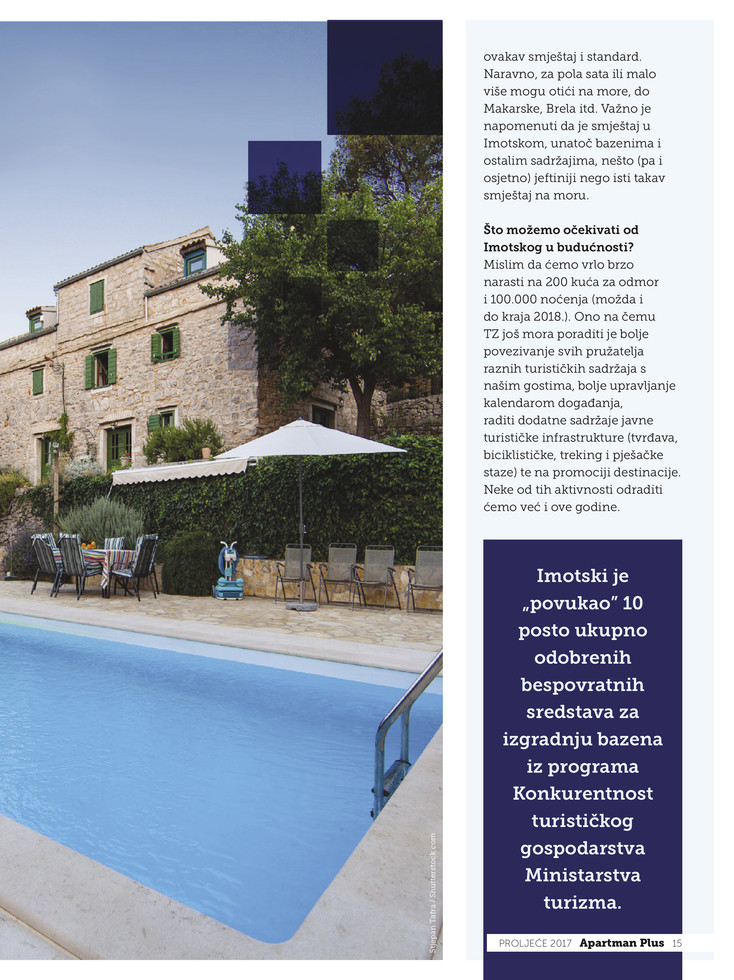 ovakav smještaj i standard.
Naravno, za pola sata ili malo
više mogu otići na more, do
Makarske, Brela itd. Važno je
napomenuti da je smještaj u
Imotskom, unatoč bazenima i
ostalim sadržajima, nešto (pa i
osjetno) jeftiniji nego isti takav
smještaj na moru.
Što možemo očekivati od
Imotskog u budućnosti?
Mislim da ćemo vrlo brzo
narasti na 200 kuća za odmor
i 100.000 noćenja (možda i
do kraja 2018.). Ono na čemu
TZ još mora poraditi je bolje
povezivanje svih pružatelja
raznih turističkih sadržaja s
našim gostima, bolje upravljanje
kalendarom događanja,
raditi dodatne sadržaje javne
turističke infrastrukture (tvrđava,
biciklističke, treking i pješačke
staze) te na promociji destinacije.
Neke od tih aktivnosti odraditi
ćemo već i ove godine.
Imotski je
„povukao” 10
posto ukupno
odobrenih
bespovratnih
sredstava za
izgradnju bazena
iz programa
Konkurentnost
turističkog
gospodarstva
Ministarstva
turizma.
Stjepan Tafra / Shutterstock.com
PROLJEĆE 2017 Apartman Plus 15